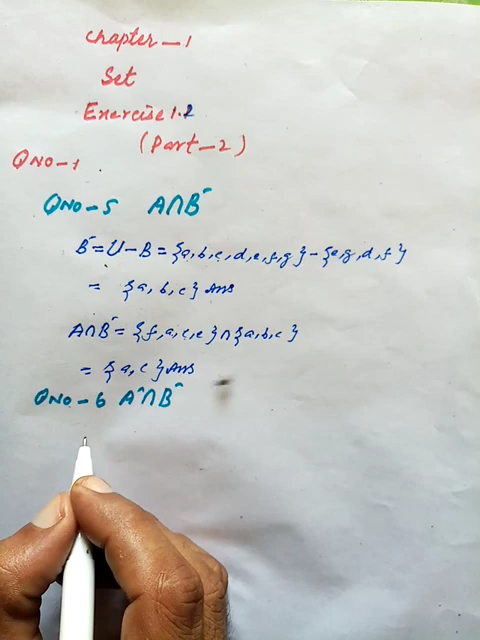 Chapter-1
Set
Exercise 1.2
(Part-2)
QNO-1
QNO-5 A∩B^
B^=U-B={a,b,c,d,e,f,g}-{e,g,d,f}
= {a,b,c} Ans
A∩B^={f,a,c,e}∩{a,b,c}
= {a,c} Ans
QNO-6 A^∩B^